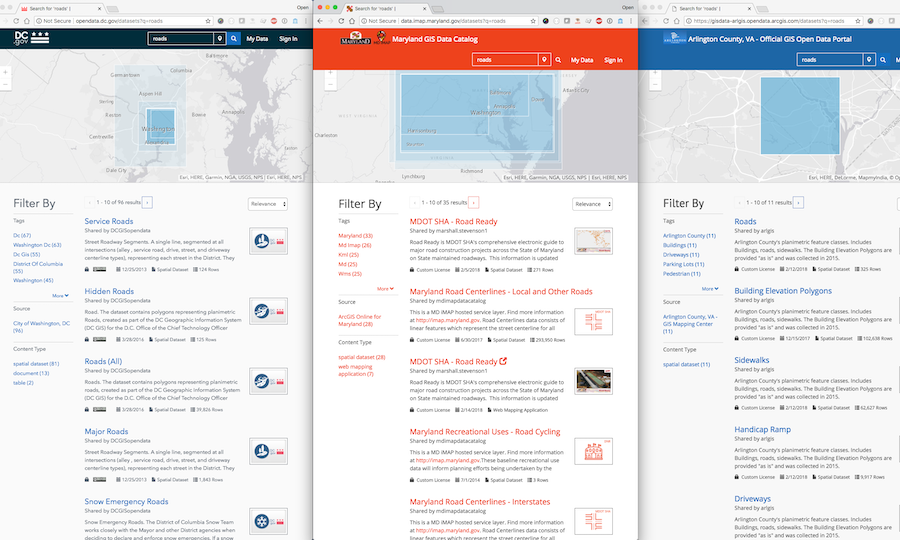 Search for 'roads' |
opendata.dc.gov/datasets?q=roads
DC
.gov
roads
My Data
Sign In
Germantown
Columbia
Baltimore
Aspen Hill
Annapolis
Centreville
Washington
Dale City
Esri, HERE, Garmin, NGA, USGS, NPS | Esri, HERE, NPS
Filter By
Tags
Dc (67)
Washington Dc (63)
Dc Gis (55)
District Of Columbia
(55)
Washington (45)
More
Source
City of Washington, DC
(96)
Content Type
spatial dataset (81)
document (13)
table (2)
1 - 10 of 96 results
Relevance
Service Roads
Shared by DCGISopendata
Street Roadway Segments. A single line, segmented at all
intersections (alley , service road, drive, street, and driveway
centerline types), representing each street in the District. They
12/25/2013
Spatial Dataset
124 Rows
Hidden Roads
Shared by DCGISopendata
Road. The dataset contains polygons representing planimetric
Roads, created as part of the DC Geographic Information System
(DC GIS) for the D.C. Office of the Chief Technology Officer
3/28/2016
Spatial Dataset
125 Rows
Roads (All)
Shared by DCGISopendata
Roads. The dataset contains polygons representing planimetric
roads, created as part of the DC Geographic Information System
(DC GIS) for the D.C. Office of the Chief Technology Officer
3/28/2016
Spatial Dataset
39,826 Rows
Major Roads
Shared by DCGISopendata
Street Roadway Segments. A single line, segmented at all
intersections (alley , service road, drive, street, and driveway
centerline types), representing each street in the District. They
12/25/2013
Spatial Dataset
1,843 Rows
Snow Emergency Roads
Shared by DCGISopendata
Snow Emergency Roads. The District of Columbia Snow Team
works closely with the Mayor and other District agencies when
deciding to declare and enforce snow emergencies. If a snow
Search for 'roads' |
Open
Not Secure | data.imap.maryland.gov/datasets?q=roads
Maryland GIS Data Catalog
roads
My Data
Sign In
WEST VIRGINIA
Charleston
Washington
Annapolis
Dover
Atlantic City
Harrisonburg
Staunton
VIRGINIA
Lynchburg
Richmond
Esri, HERE, Garmin, NGA, USGS, NPS | Esri, HERE, NPS
Filter By
Tags
Maryland (33)
Md Imap (26)
Kml (25)
Md (25)
Wms (25)
More
Source
ArcGIS Online for
Maryland (28)
Content Type
spatial dataset (28)
web mapping
application (7)
1 - 10 of 35 results
Relevance
MDOT SHA - Road Ready
Shared by marshall.stevenson1
Road Ready is MDOT SHA's comprehensive electronic guide to
major road construction projects across the State of Maryland
on State maintained roadways. This information is updated
Custom License
2/5/2018
Spatial Dataset
271 Rows
Maryland Road Centerlines - Local and Other Roads
Shared by mdimapdatacatalog
This is a MD iMAP hosted service layer. Find more information
at http://imap.maryland.gov. Road Centerlines data consists of
linear features which represent the street centerline for all
Custom License
6/30/2017
Spatial Dataset
293,950 Rows
MDOT SHA - Road Ready
Shared by marshall.stevenson1
Road Ready is MDOT SHA's comprehensive electronic guide to
major road construction projects across the State of Maryland
on State maintained roadways. This information is updated
Custom License
2/14/2018
Web Mapping Application
Maryland Recreational Uses - Road Cycling
Shared by mdimapdatacatalog
This is a MD iMAP hosted service layer. Find more information
at http://imap.maryland.gov.These baseline recreational use
data will inform planning efforts being undertaken by the
Custom License
7/1/2014
Spatial Dataset
3 Rows
Maryland Road Centerlines - Interstates
Shared by mdimapdatacatalog
This is a MD iMAP hosted service layer. Find more information
at http://imap.maryland.gov. Road Centerlines data consists of
linear features which represent the street centerline for all
Search for 'roads' |
https://gisdata-arlgis.opendata.arcgis.com/datasets
Arlington County, VA - Official GIS Open Data Portal
roads
Esri, HERE, DeLorme, MapmyIndia, ©
Filter By
Tags
Arlington County (11)
Buildings (11)
Driveways (11)
Parking Lots (11)
Pedestrian (11)
More
Source
Arlington County, VA -
GIS Mapping Center
(11)
Content Type
spatial dataset (11)
1 - 10 of 11 results
Roads
Shared by arlgis
Arlington County's planimetric feature classes. Includes
Buildings, roads, sidewalks. The Building Elevation Polygons are
provided "as is" and was collected in 2015.
Custom License
2/12/2018
Spatial Dataset
325 Rows
Building Elevation Polygons
Shared by arlgis
Arlington County's planimetric feature classes. Includes
Buildings, roads, sidewalks. The Building Elevation Polygons are
provided "as is" and was collected in 2015.
Custom License
12/15/2017
Spatial Dataset
102,638 Rows
Sidewalks
Shared by arlgis
Arlington County's planimetric feature classes. Includes
Buildings, roads, sidewalks. The Building Elevation Polygons are
provided "as is" and was collected in 2015.
Custom License
2/12/2018
Spatial Dataset
62,627 Rows
Handicap Ramp
Shared by arlgis
Arlington County's planimetric feature classes. Includes
Buildings, roads, sidewalks. The Building Elevation Polygons are
provided "as is" and was collected in 2015.
Custom License
2/12/2018
Spatial Dataset
9,917 Rows
Driveways
Shared by arlgis
Arlington County's planimetric feature classes. Includes
Buildings, roads, sidewalks. The Building Elevation Polygons are
provided "as is" and was collected in 2015.